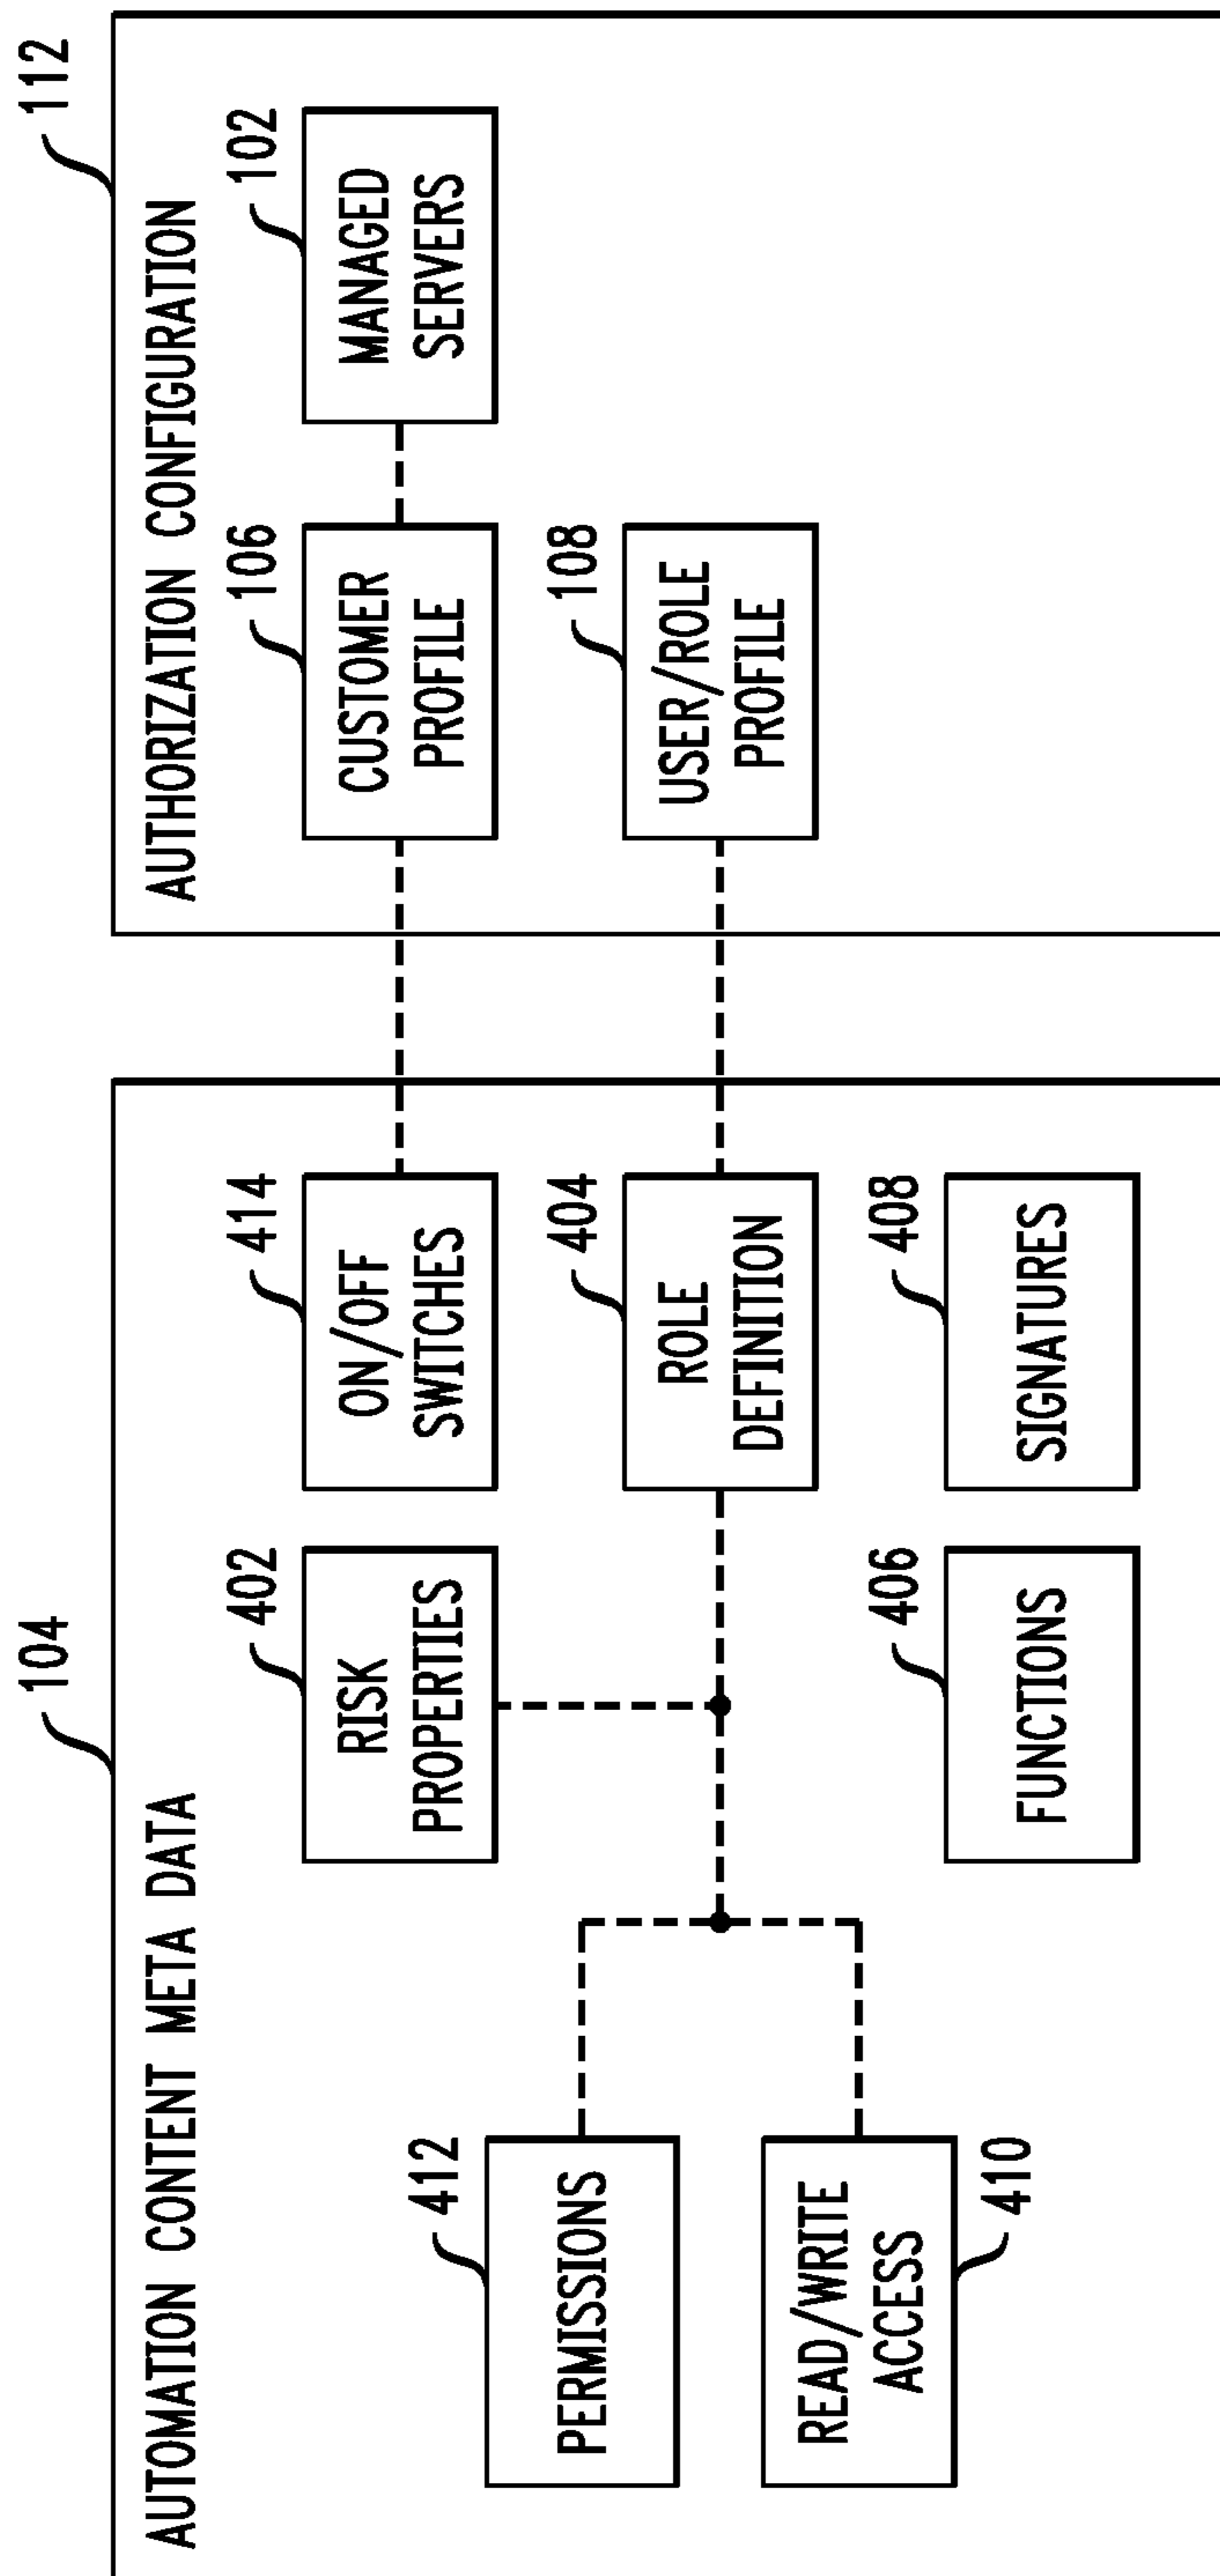 104
AUTOMATION CONTENT META DATA
412
PERMISSIONS
READ/WRITE
ACCESS
410
402
RISK
PROPERTIES
414
ON/OFF
SWITCHES
404
ROLE
DEFINITION
406
FUNCTIONS
408
SIGNATURES
112
AUTHORIZATION CONFIGURATION
106
CUSTOMER
PROFILE
102
MANAGED
SERVERS
108
USER/ROLE
PROFILE